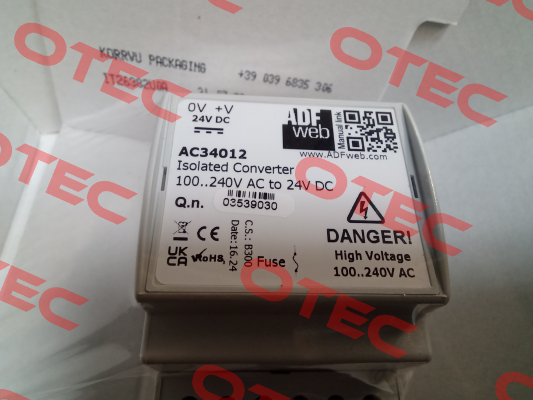 KORRVU PACKAGING
+39 039 6835 306
OTEC
0V +V
24V DC
ADF
web
Manual link
www.ADFweb.com
AC34012
Isolated Converter
100..240V AC to 24V DC
Q.n. 03539030
C.S.: B300
Date: 16.24
UK
CA
RoHS
CE
Fuse
DANGER!
High Voltage
100..240V AC
OTEC
OTEC
OTEC
OTEC
OTEC
OTEC